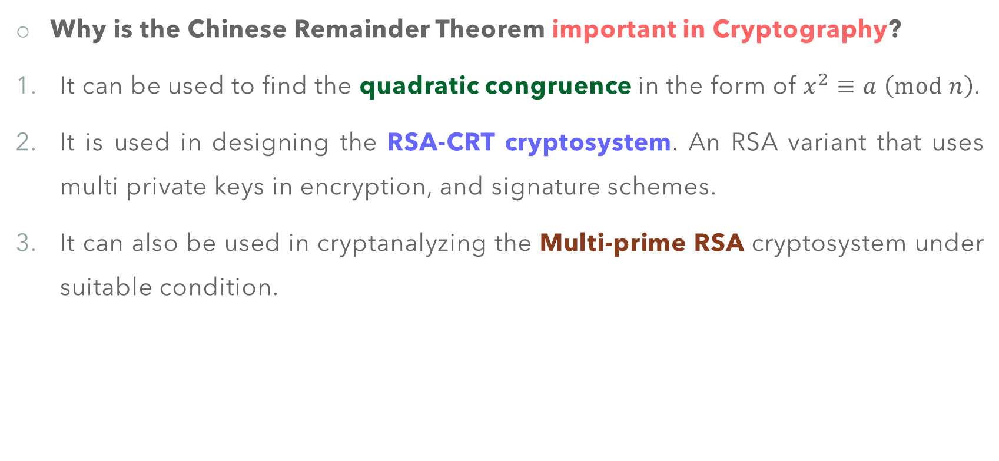 ○ Why is the Chinese Remainder Theorem important in Cryptography?
1. It can be used to find the quadratic congruence in the form of x² ≡ a (mod n).
2. It is used in designing the RSA-CRT cryptosystem. An RSA variant that uses
multi private keys in encryption, and signature schemes.
3. It can also be used in cryptanalyzing the Multi-prime RSA cryptosystem under
suitable condition.